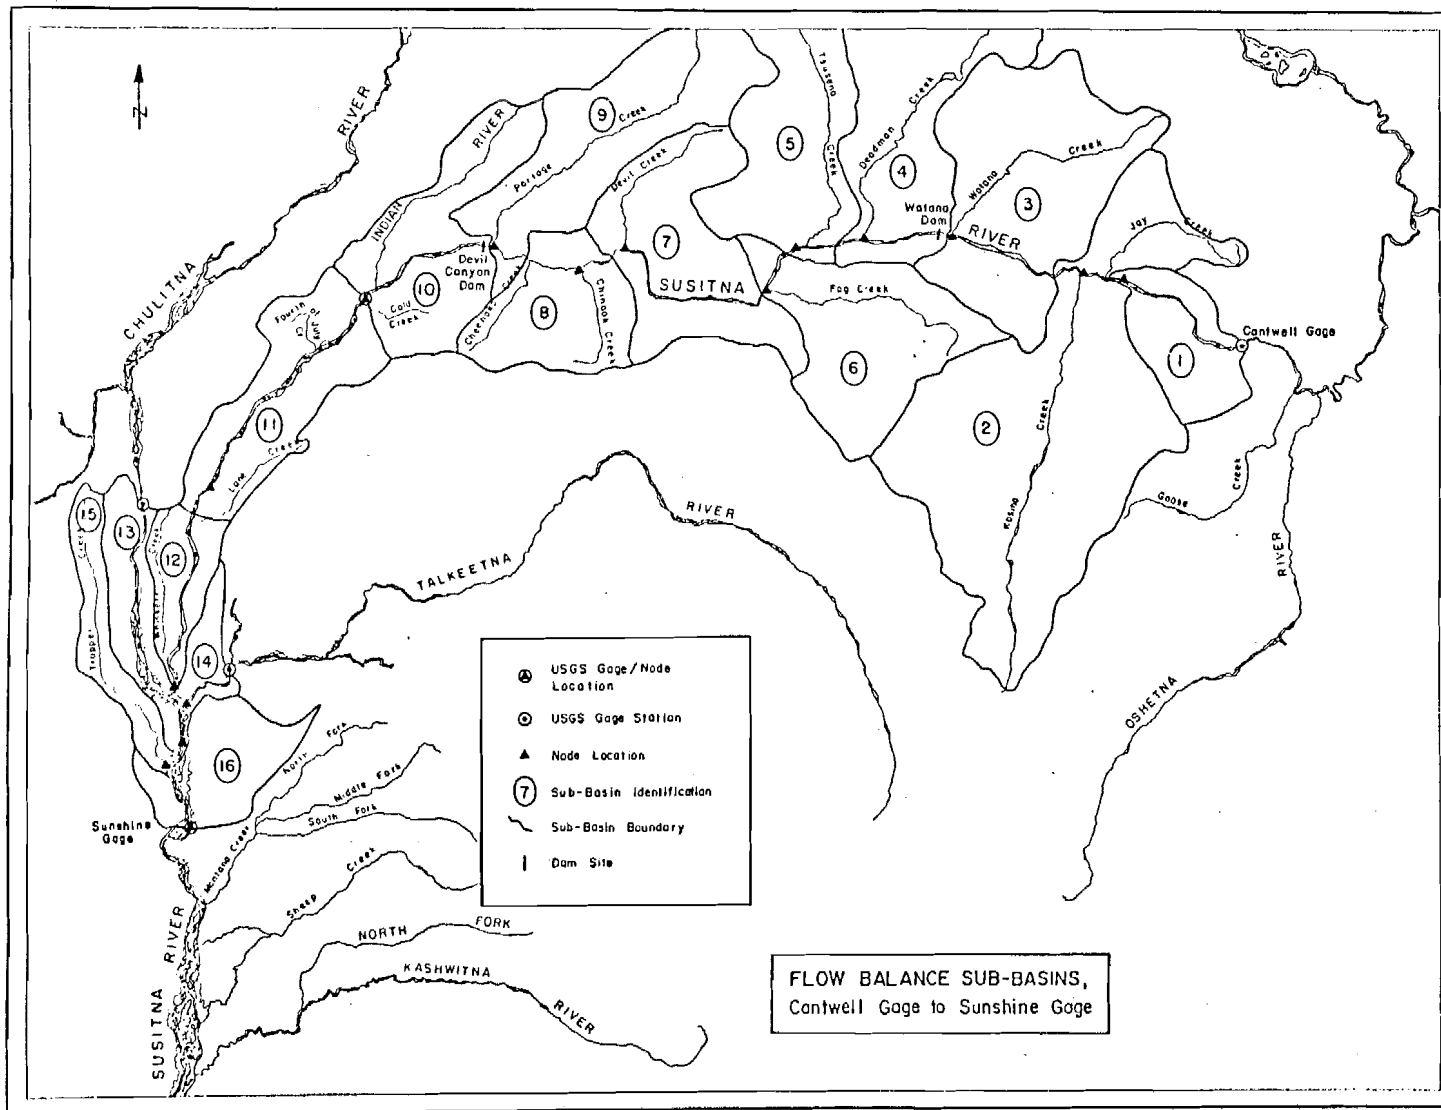 N
CHULITNA
RIVER
INDIAN
RIVER
9
Portage
Creek
Devil Creek
5
Tsusena
Creek
Deadman
Creek
4
Watana
Dam
Watana
Creek
3
RIVER
Jay
Creek
7
SUSITNA
Devil
Canyon
Dam
10
Gold
Creek
Cheechako
Creek
8
Chinook Creek
Fog Creek
6
Cantwell Gage
1
2
Kosina
Creek
Goose
Creek
RIVER
OSHETNA
Fourth
of
July
Cr
11
Lane
Creek
15
13
12
14
Creek
Trapper
Whiskers
Creek
TALKEETNA
RIVER
16
Sunshine
Gage
North
Fork
Middle Fork
South Fork
Montana Creek
Sheep
Creek
NORTH
FORK
KASHWITNA
RIVER
SUSITNA
RIVER
USGS Gage/Node
Location
USGS Gage Station
Node Location
7
Sub-Basin Identification
Sub-Basin Boundary
Dam Site
FLOW BALANCE SUB-BASINS,
Cantwell Gage to Sunshine Gage